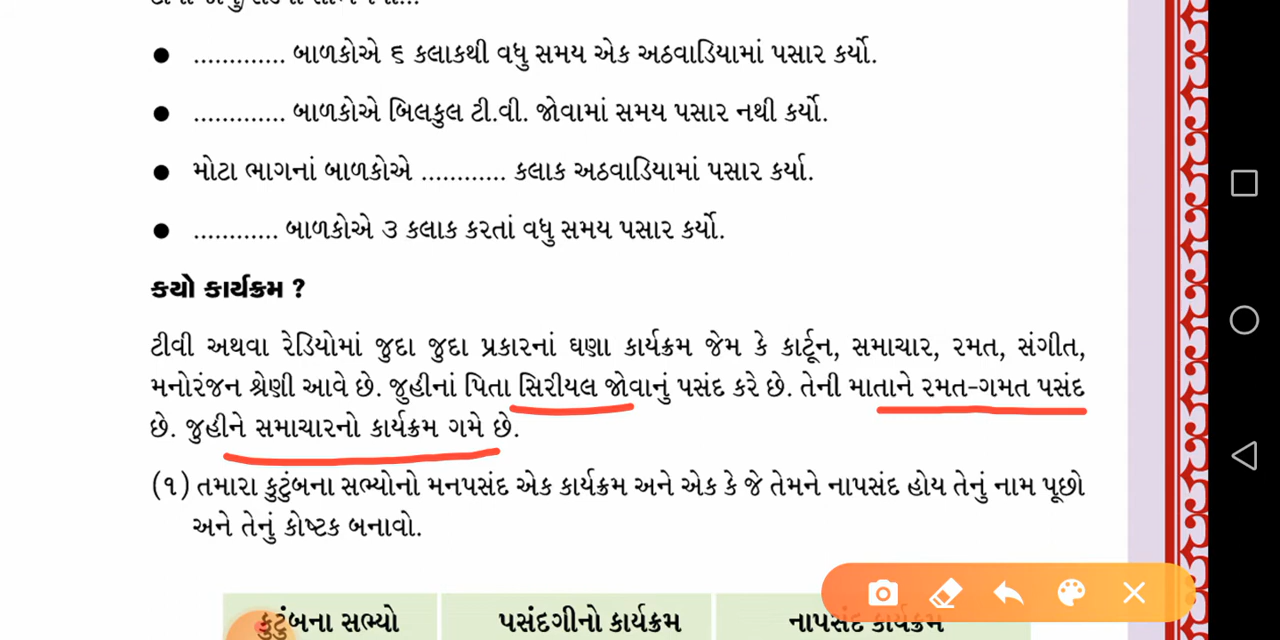 ............. બાળકોએ ૬ કલાકથી વધુ સમય એક અઠવાડિયામાં પસાર કર્યો.
............. બાળકોએ બિલકુલ ટી.વી. જોવામાં સમય પસાર નથી કર્યો.
મોટા ભાગનાં બાળકોએ ............ કલાક અઠવાડિયામાં પસાર કર્યા.
............ બાળકોએ ૩ કલાક કરતાં વધુ સમય પસાર કર્યો.
કયો કાર્યક્રમ ?
ટીવી અથવા રેડિયોમાં જુદા જુદા પ્રકારનાં ઘણા કાર્યક્રમ જેમ કે કાર્ટૂન, સમાચાર, રમત, સંગીત,
મનોરંજન શ્રેણી આવે છે. જુહીનાં પિતા સિરીયલ જોવાનું પસંદ કરે છે. તેની માતાને રમત-ગમત પસંદ
છે. જુહીને સમાચારનો કાર્યક્રમ ગમે છે.
(૧) તમારા કુટુંબના સભ્યોનો મનપસંદ એક કાર્યક્રમ અને એક કે જે તેમને નાપસંદ હોય તેનું નામ પૂછો
અને તેનું કોષ્ટક બનાવો.
કુટુંબના સભ્યો પસંદગીનો કાર્યક્રમ નાપસંદ કાર્યક્રમ